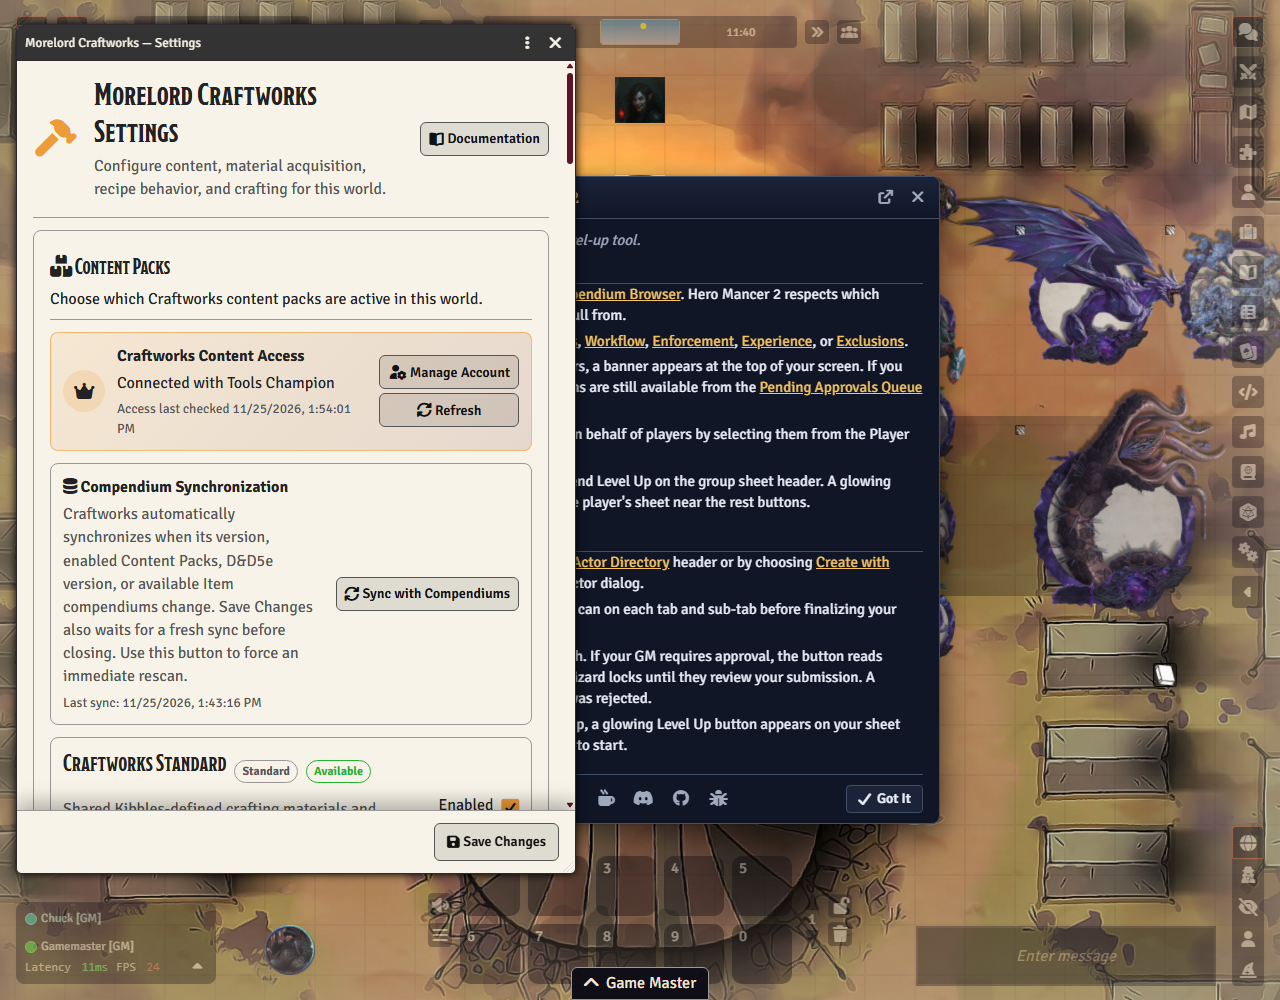 Morelord Craftworks — Settings
11:40
Morelord Craftworks
Settings
Configure content, material acquisition,
recipe behavior, and crafting for this world.
Documentation
Content Packs
Choose which Craftworks content packs are active in this world.
Craftworks Content Access
Connected with Tools Champion
Access last checked 11/25/2026, 1:54:01
PM
Manage Account
Refresh
Compendium Synchronization
Craftworks automatically
synchronizes when its version,
enabled Content Packs, D&D5e
version, or available Item
compendiums change. Save Changes
also waits for a fresh sync before
closing. Use this button to force an
immediate rescan.
Last sync: 11/25/2026, 1:43:16 PM
Sync with Compendiums
Craftworks Standard
Standard
Available
Shared Kibbles-defined crafting materials and
Enabled
Save Changes
el-up tool.
endium Browser. Hero Mancer 2 respects which
ull from.
, Workflow, Enforcement, Experience, or Exclusions.
rs, a banner appears at the top of your screen. If you
ns are still available from the Pending Approvals Queue
n behalf of players by selecting them from the Player
end Level Up on the group sheet header. A glowing
e player's sheet near the rest buttons.
Actor Directory header or by choosing Create with
ctor dialog.
can on each tab and sub-tab before finalizing your
h. If your GM requires approval, the button reads
izard locks until they review your submission. A
was rejected.
p, a glowing Level Up button appears on your sheet
to start.
Got It
3
4
5
6
7
8
9
0
1
Chuck [GM]
Gamemaster [GM]
Latency 11ms FPS 24
Game Master
Enter message